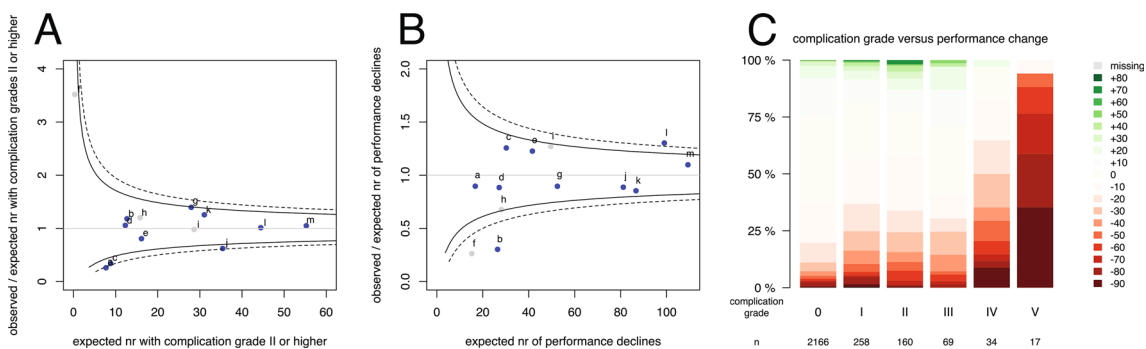 A
observed / expected nr with complication grades II or higher
4
3
2
1
0
b
d
h
e
a
c
g
k
i
j
l
m
0 10 20 30 40 50 60
expected nr with complication grade II or higher
B
observed / expected nr of performance declines
2.0
1.5
1.0
0.5
0.0
c
e
i
l
m
a
d
g
j
k
h
f
b
0 20 40 60 80 100
expected nr of performance declines
C
complication grade versus performance change
100 %
75 %
50 %
25 %
0 %
complication
grade
0 I II III IV V
n 2166 258 160 69 34 17
missing
+80
+70
+60
+50
+40
+30
+20
+10
0
-10
-20
-30
-40
-50
-60
-70
-80
-90